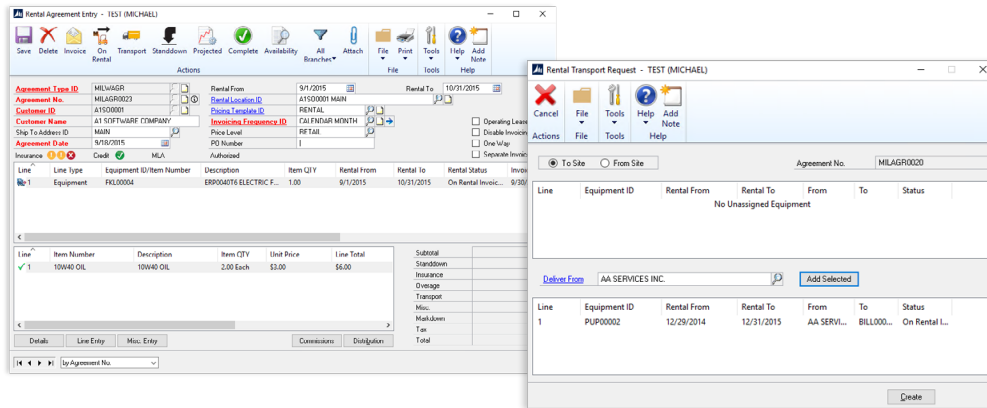 Rental Agreement Entry - TEST (MICHAEL)
Save Delete Invoice On Rental Transport Standdown Projected Complete Availability All Branches Attach File Print Tools Help Add Note
Actions File Tools Help
Agreement Type ID MILWAGR Rental From 9/1/2015 Rental To 10/31/2015
Agreement No. MILAGR0023 Rental Location ID A1S00001 MAIN
Customer ID A1S00001 Pricing Template ID RENTAL
Customer Name A1 SOFTWARE COMPANY Invoicing Frequency ID CALENDAR MONTH Operating Lease
Ship To Address ID MAIN Price Level RETAIL Disable Invoicin
Agreement Date 9/18/2015 PO Number One Way
Insurance Credit MLA Authorized Separate Invoic
Line Line Type Equipment ID/Item Number Description Item QTY Rental From Rental To Rental Status Invoi
1 Equipment FKL00004 ERP0040T6 ELECTRIC F... 1.00 9/1/2015 10/31/2015 On Rental Invoic... 9/30/
Line Item Number Description Item QTY Unit Price Line Total
1 10W40 OIL 10W40 OIL 2.00 Each $3.00 $6.00
Subtotal
Standdown
Insurance
Overage
Transport
Misc.
Markdown
Tax
Total
Details Line Entry Misc. Entry Commissions Distribution
by Agreement No.
Rental Transport Request - TEST (MICHAEL)
Cancel File Tools Help Add Note
Actions File Tools Help
To Site From Site Agreement No. MILAGR0020
Line Equipment ID Rental From Rental To From To Status
No Unassigned Equipment
Deliver From AA SERVICES INC. Add Selected
Line Equipment ID Rental From Rental To From To Status
1 PUP00002 12/29/2014 12/31/2015 AA SERVI... BILL000... On Rental I...
Create